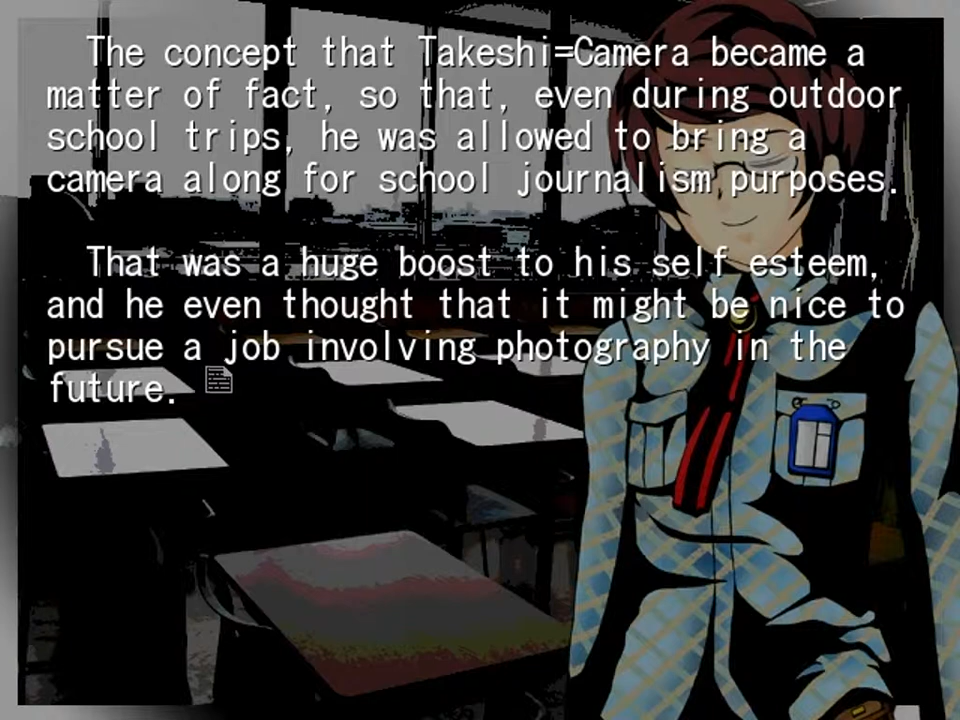 The concept that Takeshi=Camera became a
matter of fact, so that, even during outdoor
school trips, he was allowed to bring a
camera along for school journalism purposes.
That was a huge boost to his self esteem,
and he even thought that it might be nice to
pursue a job involving photography in the
future.